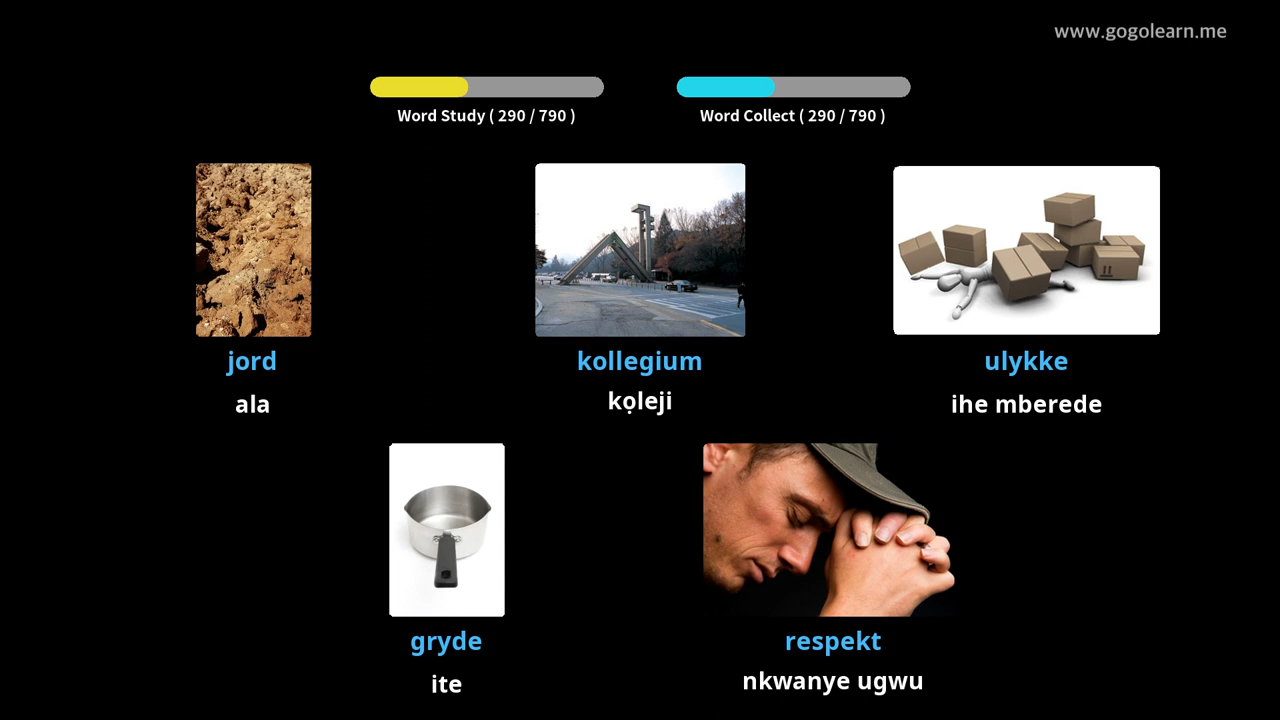 www.gogolearn.me
Word Study ( 290 / 790 )
Word Collect ( 290 / 790 )
jord
kollegium
ulykke
ala
kọleji
ihe mberede
gryde
respekt
ite
nkwanye ugwu